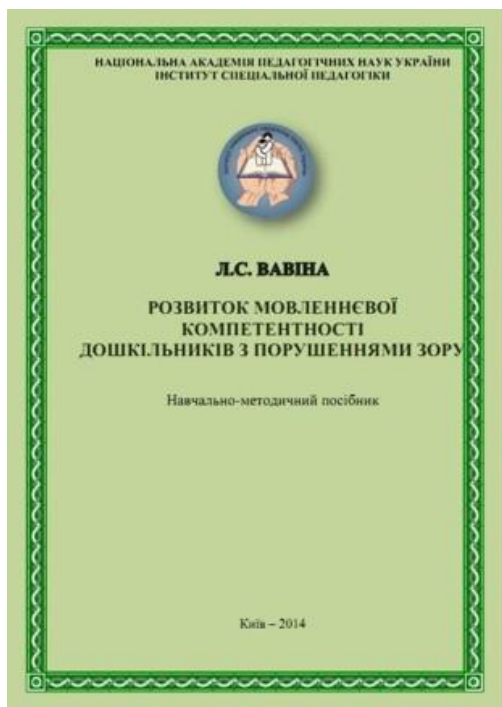 НАЦІОНАЛЬНА АКАДЕМІЯ ПЕДАГОГІЧНИХ НАУК УКРАЇНИ
ІНСТИТУТ СПЕЦІАЛЬНОЇ ПЕДАГОГІКИ
Л.С. ВАВІНА
РОЗВИТОК МОВЛЕННЄВОЇ
КОМПЕТЕНТНОСТІ
ДОШКІЛЬНИКІВ З ПОРУШЕННЯМИ ЗОРУ
Навчально-методичний посібник
Київ – 2014